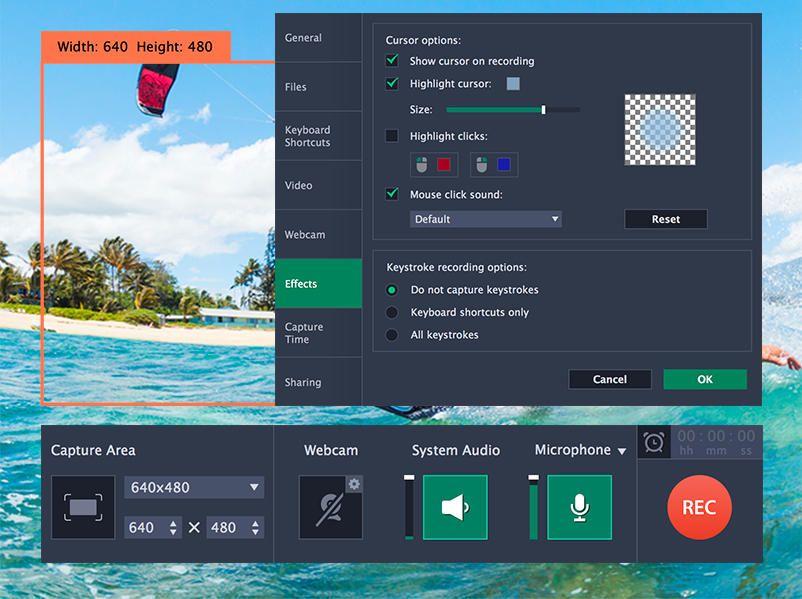 Width: 640 Height: 480
General
Files
Keyboard
Shortcuts
Video
Webcam
Effects
Capture
Time
Sharing
Cursor options:
Show cursor on recording
Highlight cursor:
Size:
Highlight clicks:
Mouse click sound:
Default
Reset
Keystroke recording options:
Do not capture keystrokes
Keyboard shortcuts only
All keystrokes
Cancel
OK
Capture Area
640x480
640 × 480
Webcam
System Audio
Microphone
00:00:00
hh mm ss
REC